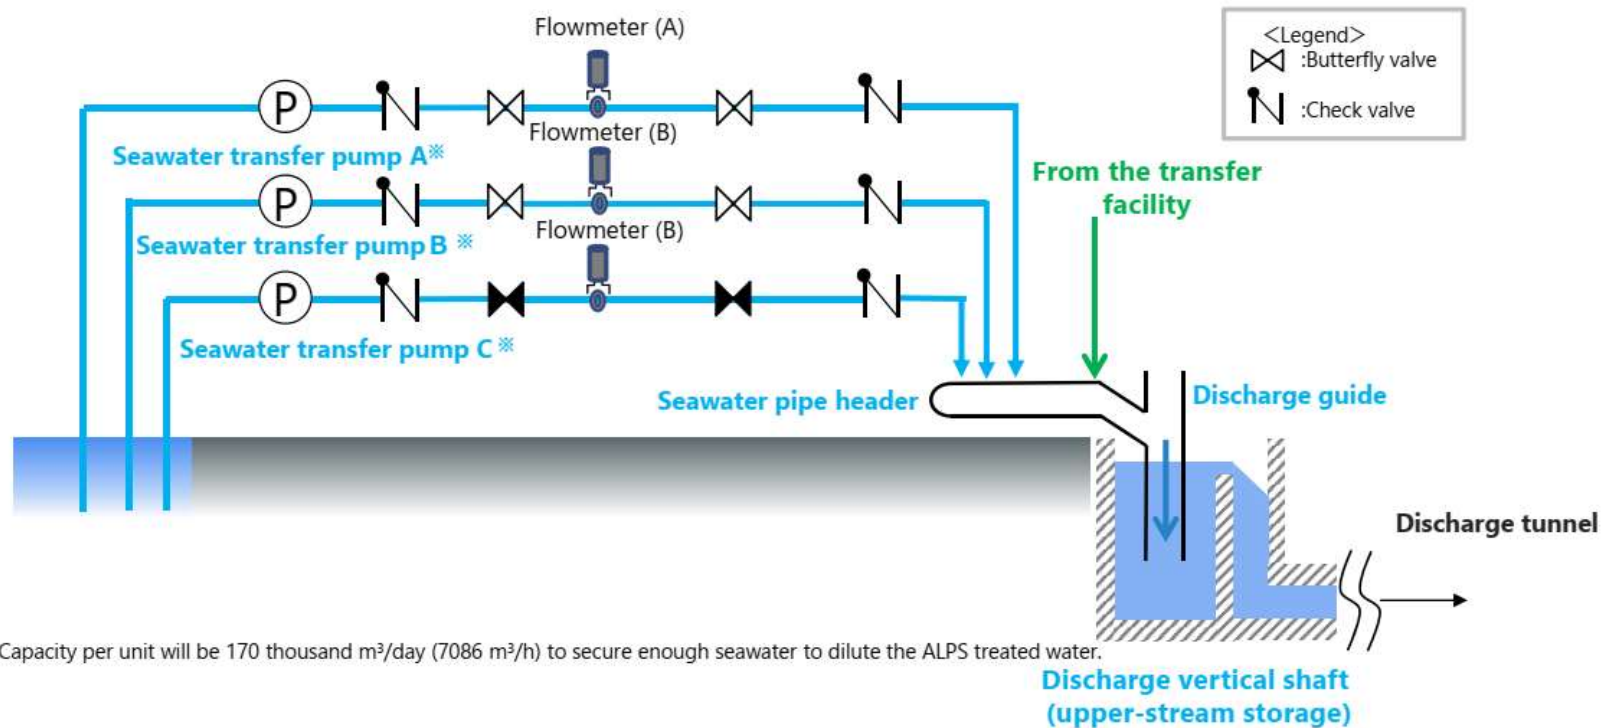 Flowmeter (A)
<Legend>
:Butterfly valve
:Check valve
P
Flowmeter (B)
Seawater transfer pump A※
P
From the transfer
facility
Flowmeter (B)
Seawater transfer pump B ※
P
Seawater transfer pump C※
Seawater pipe header
Discharge guide
Discharge tunnel
Capacity per unit will be 170 thousand m³/day (7086 m³/h) to secure enough seawater to dilute the ALPS treated water.
Discharge vertical shaft
(upper-stream storage)